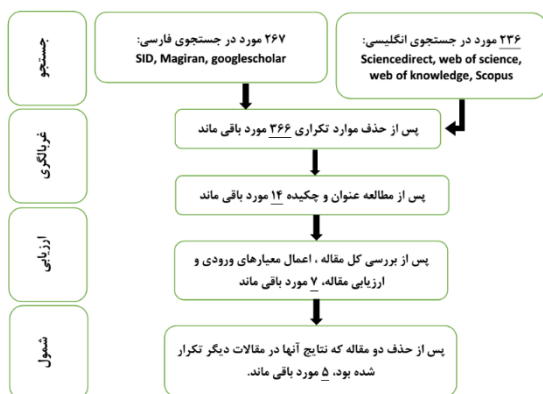 جستجو
۲۶۷ مورد در جستجوی فارسی:
SID, Magiran, googlescholar
۲۳۶ مورد در جستجوی انگلیسی:
Sciencedirect, web of science,
web of knowledge, Scopus
غربالگری
پس از حذف موارد تکراری ۳۶۶ مورد باقی ماند
پس از مطالعه عنوان و چکیده ۱۴ مورد باقی ماند
ارزیابی
پس از بررسی کل مقاله ، اعمال معیارهای ورودی و
ارزیابی مقاله، ۷ مورد باقی ماند
شمول
پس از حذف دو مقاله که نتایج آنها در مقالات دیگر تکرار
شده بود، ۵ مورد باقی ماند.